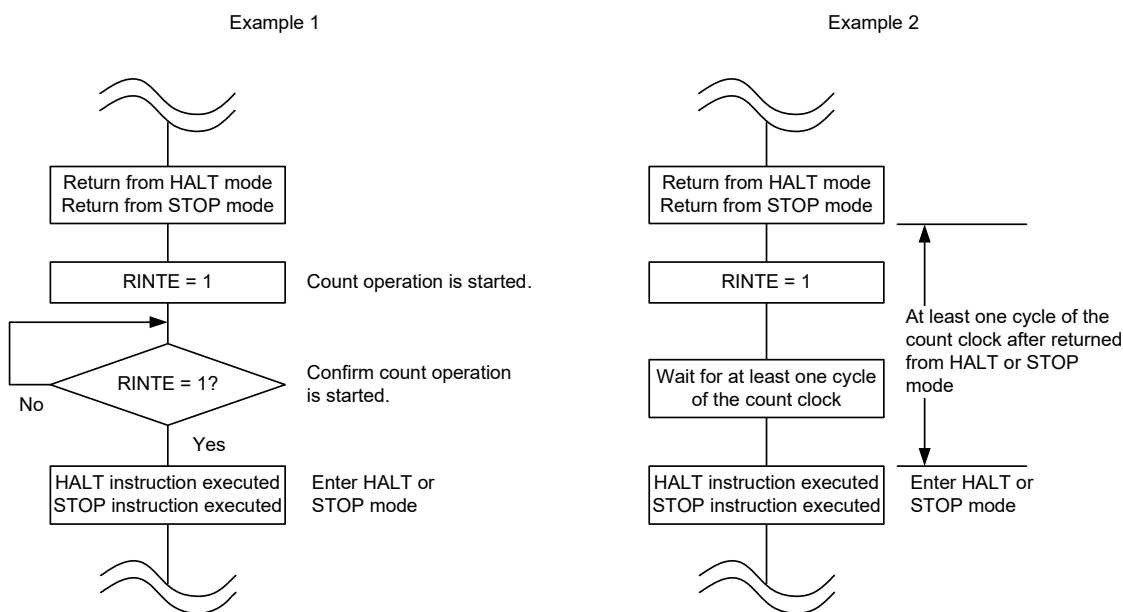 Example 1
Return from HALT mode
Return from STOP mode
RINTE = 1
Count operation is started.
RINTE = 1?
Confirm count operation
is started.
No
Yes
HALT instruction executed
STOP instruction executed
Enter HALT or
STOP mode
Example 2
Return from HALT mode
Return from STOP mode
RINTE = 1
At least one cycle of the
count clock after returned
from HALT or STOP
mode
Wait for at least one cycle
of the count clock
HALT instruction executed
STOP instruction executed
Enter HALT or
STOP mode